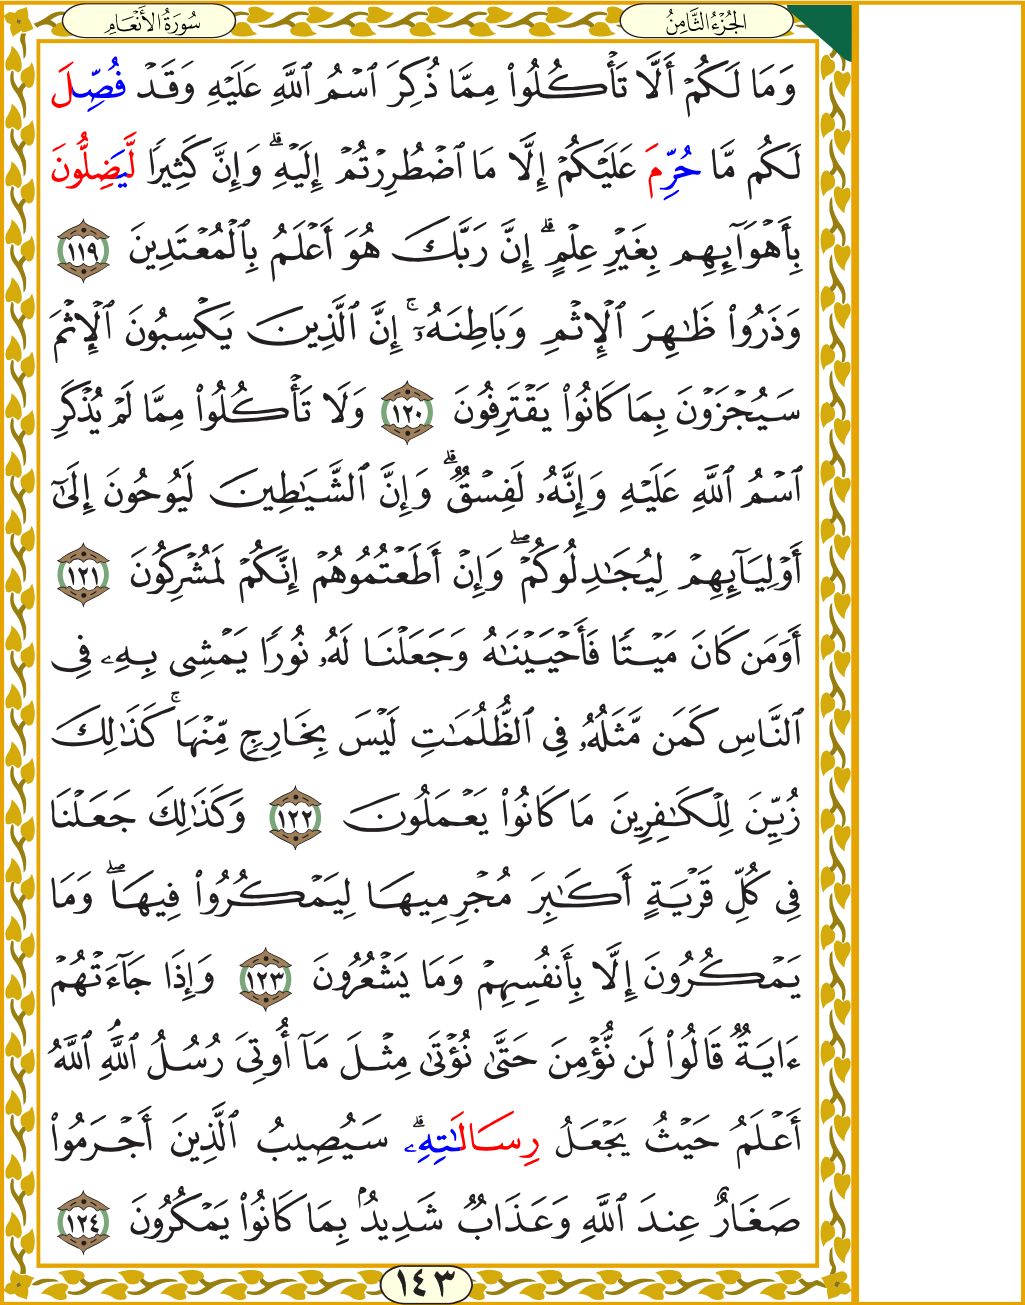 سُورَةُ الأَنْعَامِ
الجُزْءُ الثَّامِنُ
وَمَا لَكُمْ أَلَّا تَأْكُلُوا۟ مِمَّا ذُكِرَ ٱسْمُ ٱللَّهِ عَلَيْهِ وَقَدْ فُصِّلَ
لَكُم مَّا حُرِّمَ عَلَيْكُمْ إِلَّا مَا ٱضْطُرِرْتُمْ إِلَيْهِ ۗ وَإِنَّ كَثِيرًا لَّيَضِلُّونَ
بِأَهْوَآئِهِم بِغَيْرِ عِلْمٍ ۗ إِنَّ رَبَّكَ هُوَ أَعْلَمُ بِٱلْمُعْتَدِينَ ١١٩
وَذَرُوا۟ ظَٰهِرَ ٱلْإِثْمِ وَبَاطِنَهُۥٓ ۚ إِنَّ ٱلَّذِينَ يَكْسِبُونَ ٱلْإِثْمَ
سَيُجْزَوْنَ بِمَا كَانُوا۟ يَقْتَرِفُونَ ١٢٠ وَلَا تَأْكُلُوا۟ مِمَّا لَمْ يُذْكَرِ
ٱسْمُ ٱللَّهِ عَلَيْهِ وَإِنَّهُۥ لَفِسْقٌ ۗ وَإِنَّ ٱلشَّيَٰطِينَ لَيُوحُونَ إِلَىٰٓ
أَوْلِيَآئِهِمْ لِيُجَٰدِلُوكُمْ ۖ وَإِنْ أَطَعْتُمُوهُمْ إِنَّكُمْ لَمُشْرِكُونَ ١٢١
أَوَمَن كَانَ مَيْتًا فَأَحْيَيْنَٰهُ وَجَعَلْنَا لَهُۥ نُورًا يَمْشِى بِهِۦ فِى
ٱلنَّاسِ كَمَن مَّثَلُهُۥ فِى ٱلظُّلُمَٰتِ لَيْسَ بِخَارِجٍ مِّنْهَا ۚ كَذَٰلِكَ
زُيِّنَ لِلْكَٰفِرِينَ مَا كَانُوا۟ يَعْمَلُونَ ١٢٢ وَكَذَٰلِكَ جَعَلْنَا
فِى كُلِّ قَرْيَةٍ أَكَٰبِرَ مُجْرِمِيهَا لِيَمْكُرُوا۟ فِيهَا ۖ وَمَا
يَمْكُرُونَ إِلَّا بِأَنفُسِهِمْ وَمَا يَشْعُرُونَ ١٢٣ وَإِذَا جَآءَتْهُمْ
ءَايَةٌ قَالُوا۟ لَن نُّؤْمِنَ حَتَّىٰ نُؤْتَىٰ مِثْلَ مَآ أُوتِىَ رُسُلُ ٱللَّهِ ۘ ٱللَّهُ
أَعْلَمُ حَيْثُ يَجْعَلُ رِسَالَٰتِهِۦ ۗ سَيُصِيبُ ٱلَّذِينَ أَجْرَمُوا۟
صَغَارٌ عِندَ ٱللَّهِ وَعَذَابٌ شَدِيدٌۢ بِمَا كَانُوا۟ يَمْكُرُونَ ١٢٤
١٤٣